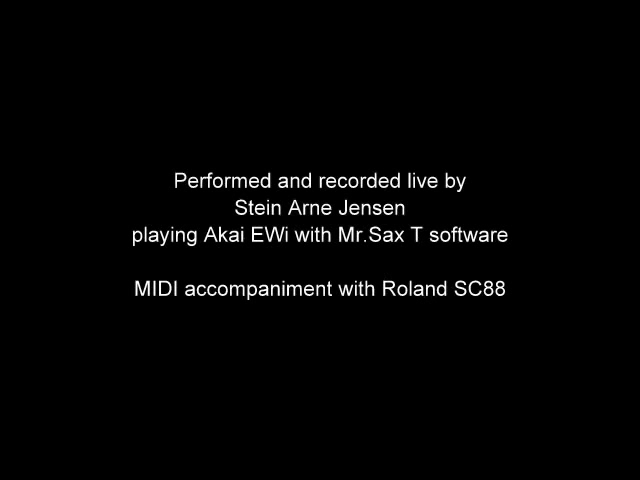 Performed and recorded live by
Stein Arne Jensen
playing Akai EWi with Mr.Sax T software
MIDI accompaniment with Roland SC88